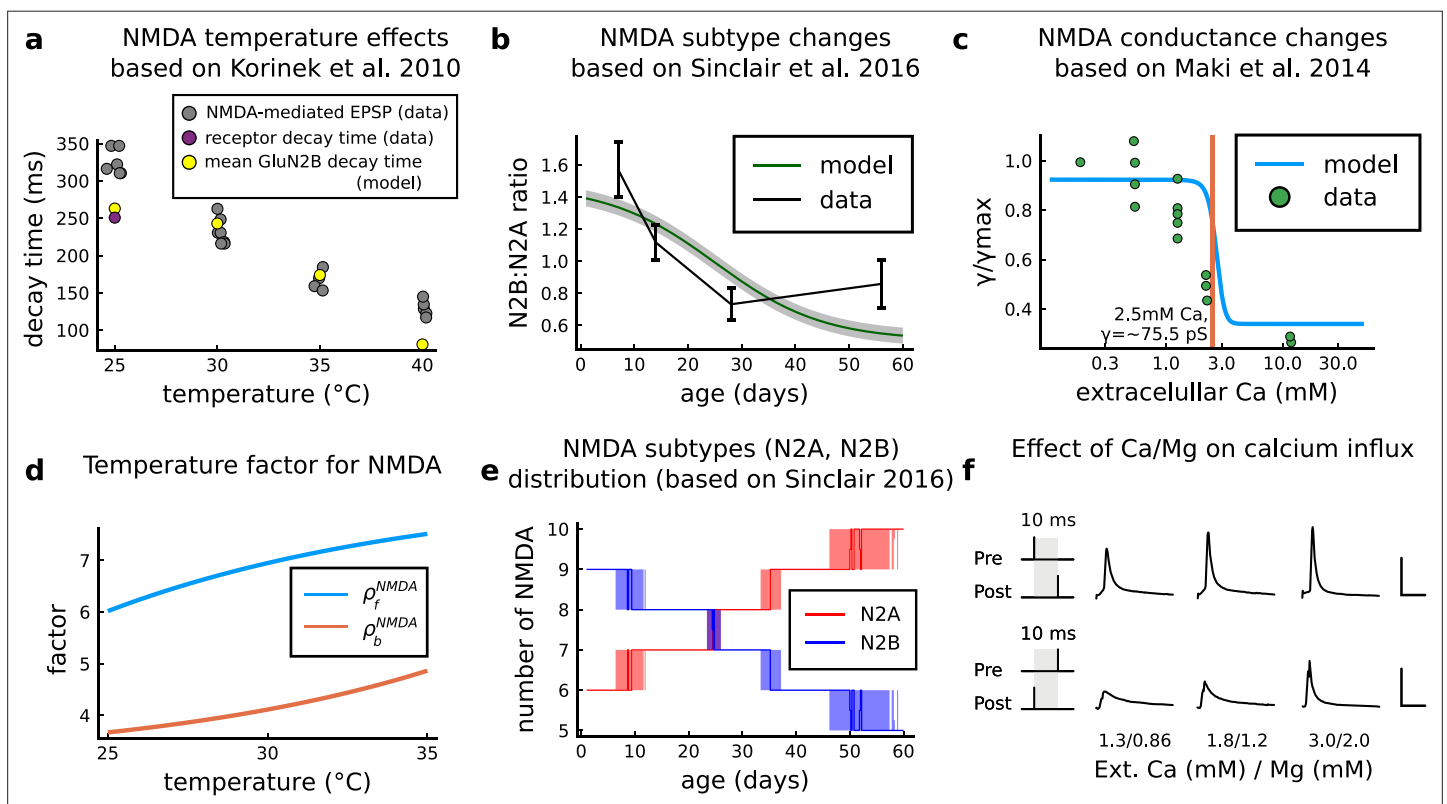 a
NMDA temperature effects
based on Korinek et al. 2010
NMDA-mediated EPSP (data)
receptor decay time (data)
mean GluN2B decay time
(model)
decay time (ms)
350
300
250
200
150
100
25
30
35
40
temperature (°C)
b
NMDA subtype changes
based on Sinclair et al. 2016
model
data
N2B:N2A ratio
1.6
1.4
1.2
1.0
0.8
0.6
0
10
20
30
40
50
60
age (days)
c
NMDA conductance changes
based on Maki et al. 2014
model
data
γ/γmax
1.0
0.8
0.6
0.4
2.5mM Ca,
γ=~75.5 pS
0.3
1.0
3.0
10.0
30.0
extracelullar Ca (mM)
d
Temperature factor for NMDA
factor
7
6
5
4
ρ_f^NMDA
ρ_b^NMDA
25
30
35
temperature (°C)
e
NMDA subtypes (N2A, N2B)
distribution (based on Sinclair 2016)
number of NMDA
10
9
8
7
6
5
N2A
N2B
0
10
20
30
40
50
60
age (days)
f
Effect of Ca/Mg on calcium influx
10 ms
Pre
Post
10 ms
Pre
Post
1.3/0.86
1.8/1.2
3.0/2.0
Ext. Ca (mM) / Mg (mM)